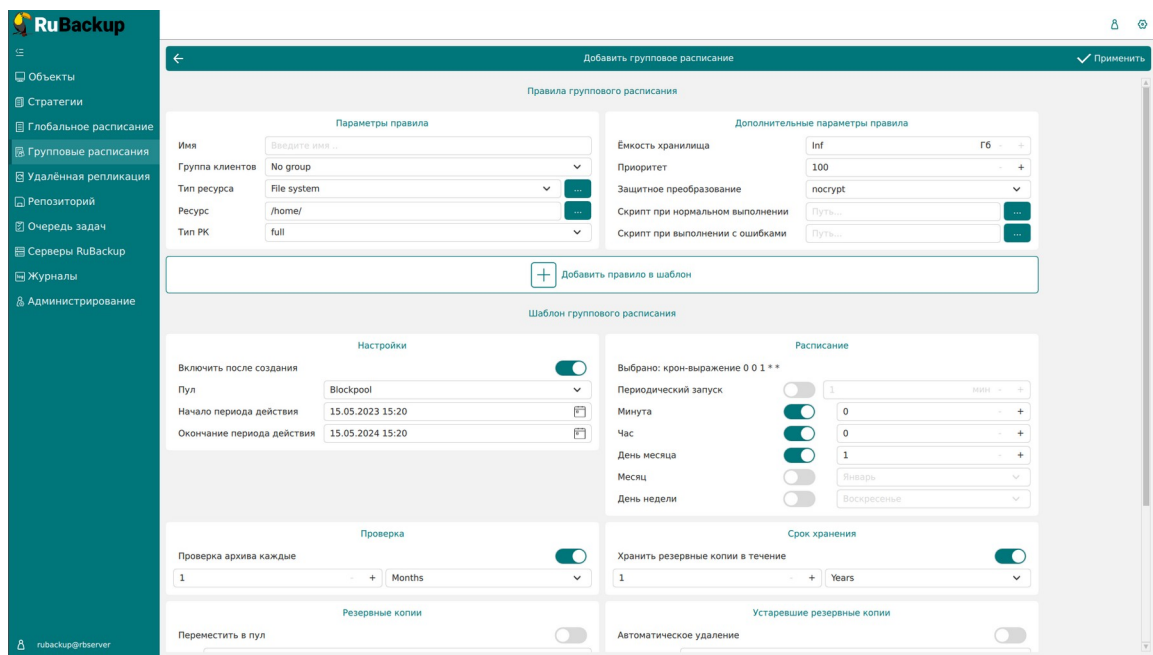 RuBackup
Объекты
Стратегии
Глобальное расписание
Групповые расписания
Удалённая репликация
Репозиторий
Очередь задач
Серверы RuBackup
Журналы
Администрирование
rubackup@rbserver
Добавить групповое расписание
Применить
Правила группового расписания
Параметры правила
Имя Введите имя ..
Группа клиентов No group
Тип ресурса File system ...
Ресурс /home/ ...
Тип РК full
Дополнительные параметры правила
Ёмкость хранилища Inf Гб - +
Приоритет 100 - +
Защитное преобразование nocrypt
Скрипт при нормальном выполнении Путь... ...
Скрипт при выполнении с ошибками Путь... ...
+ Добавить правило в шаблон
Шаблон группового расписания
Настройки
Включить после создания
Пул Blockpool
Начало периода действия 15.05.2023 15:20
Окончание периода действия 15.05.2024 15:20
Расписание
Выбрано: крон-выражение 0 0 1 * *
Периодический запуск 1 мин - +
Минута 0 - +
Час 0 - +
День месяца 1 - +
Месяц Январь
День недели Воскресенье
Проверка
Проверка архива каждые
1 - + Months
Срок хранения
Хранить резервные копии в течение
1 - + Years
Резервные копии
Переместить в пул
Устаревшие резервные копии
Автоматическое удаление